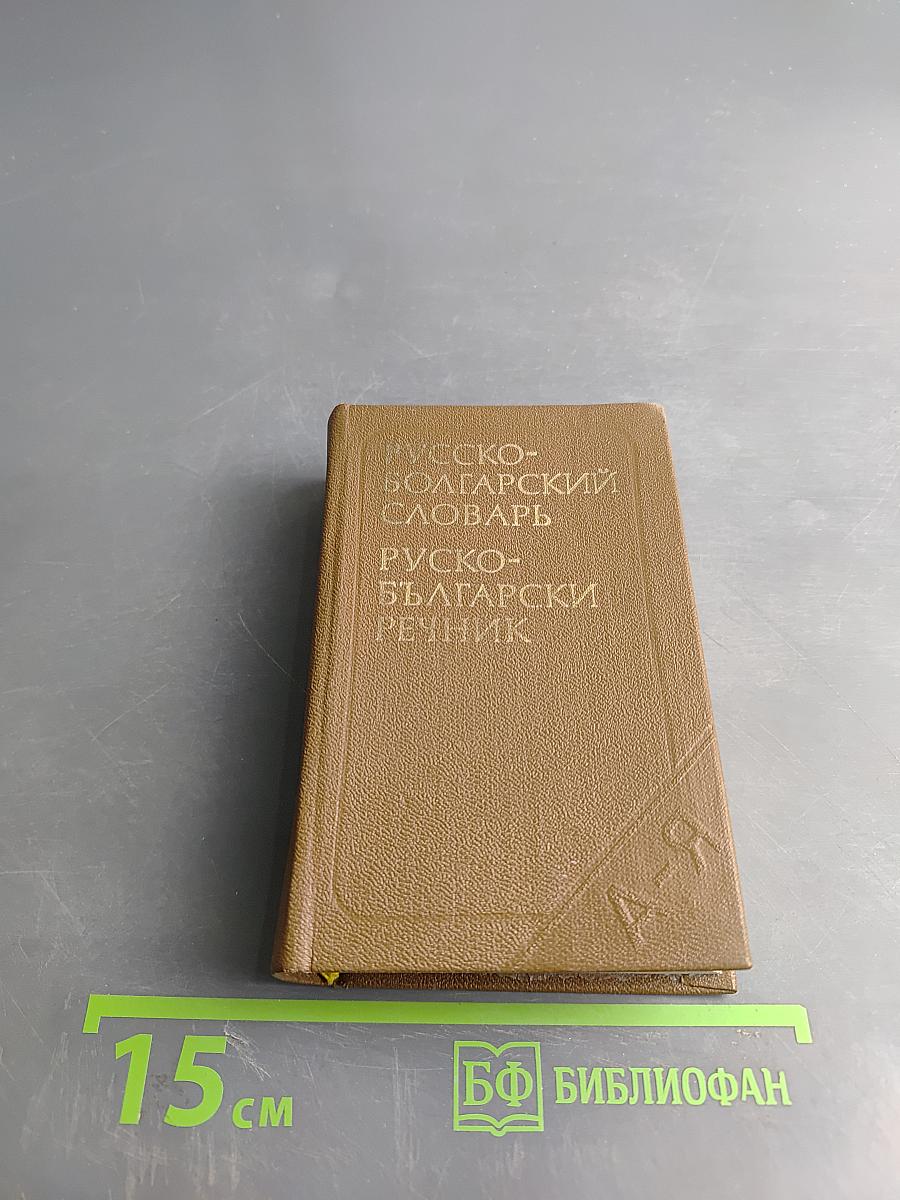 РУССКО-
БОЛГАРСКИЙ
СЛОВАРЬ
РУСКО-
БЪЛГАРСКИ
РЕЧНИК
А-Я
15 см
БФ БИБЛИОФАН